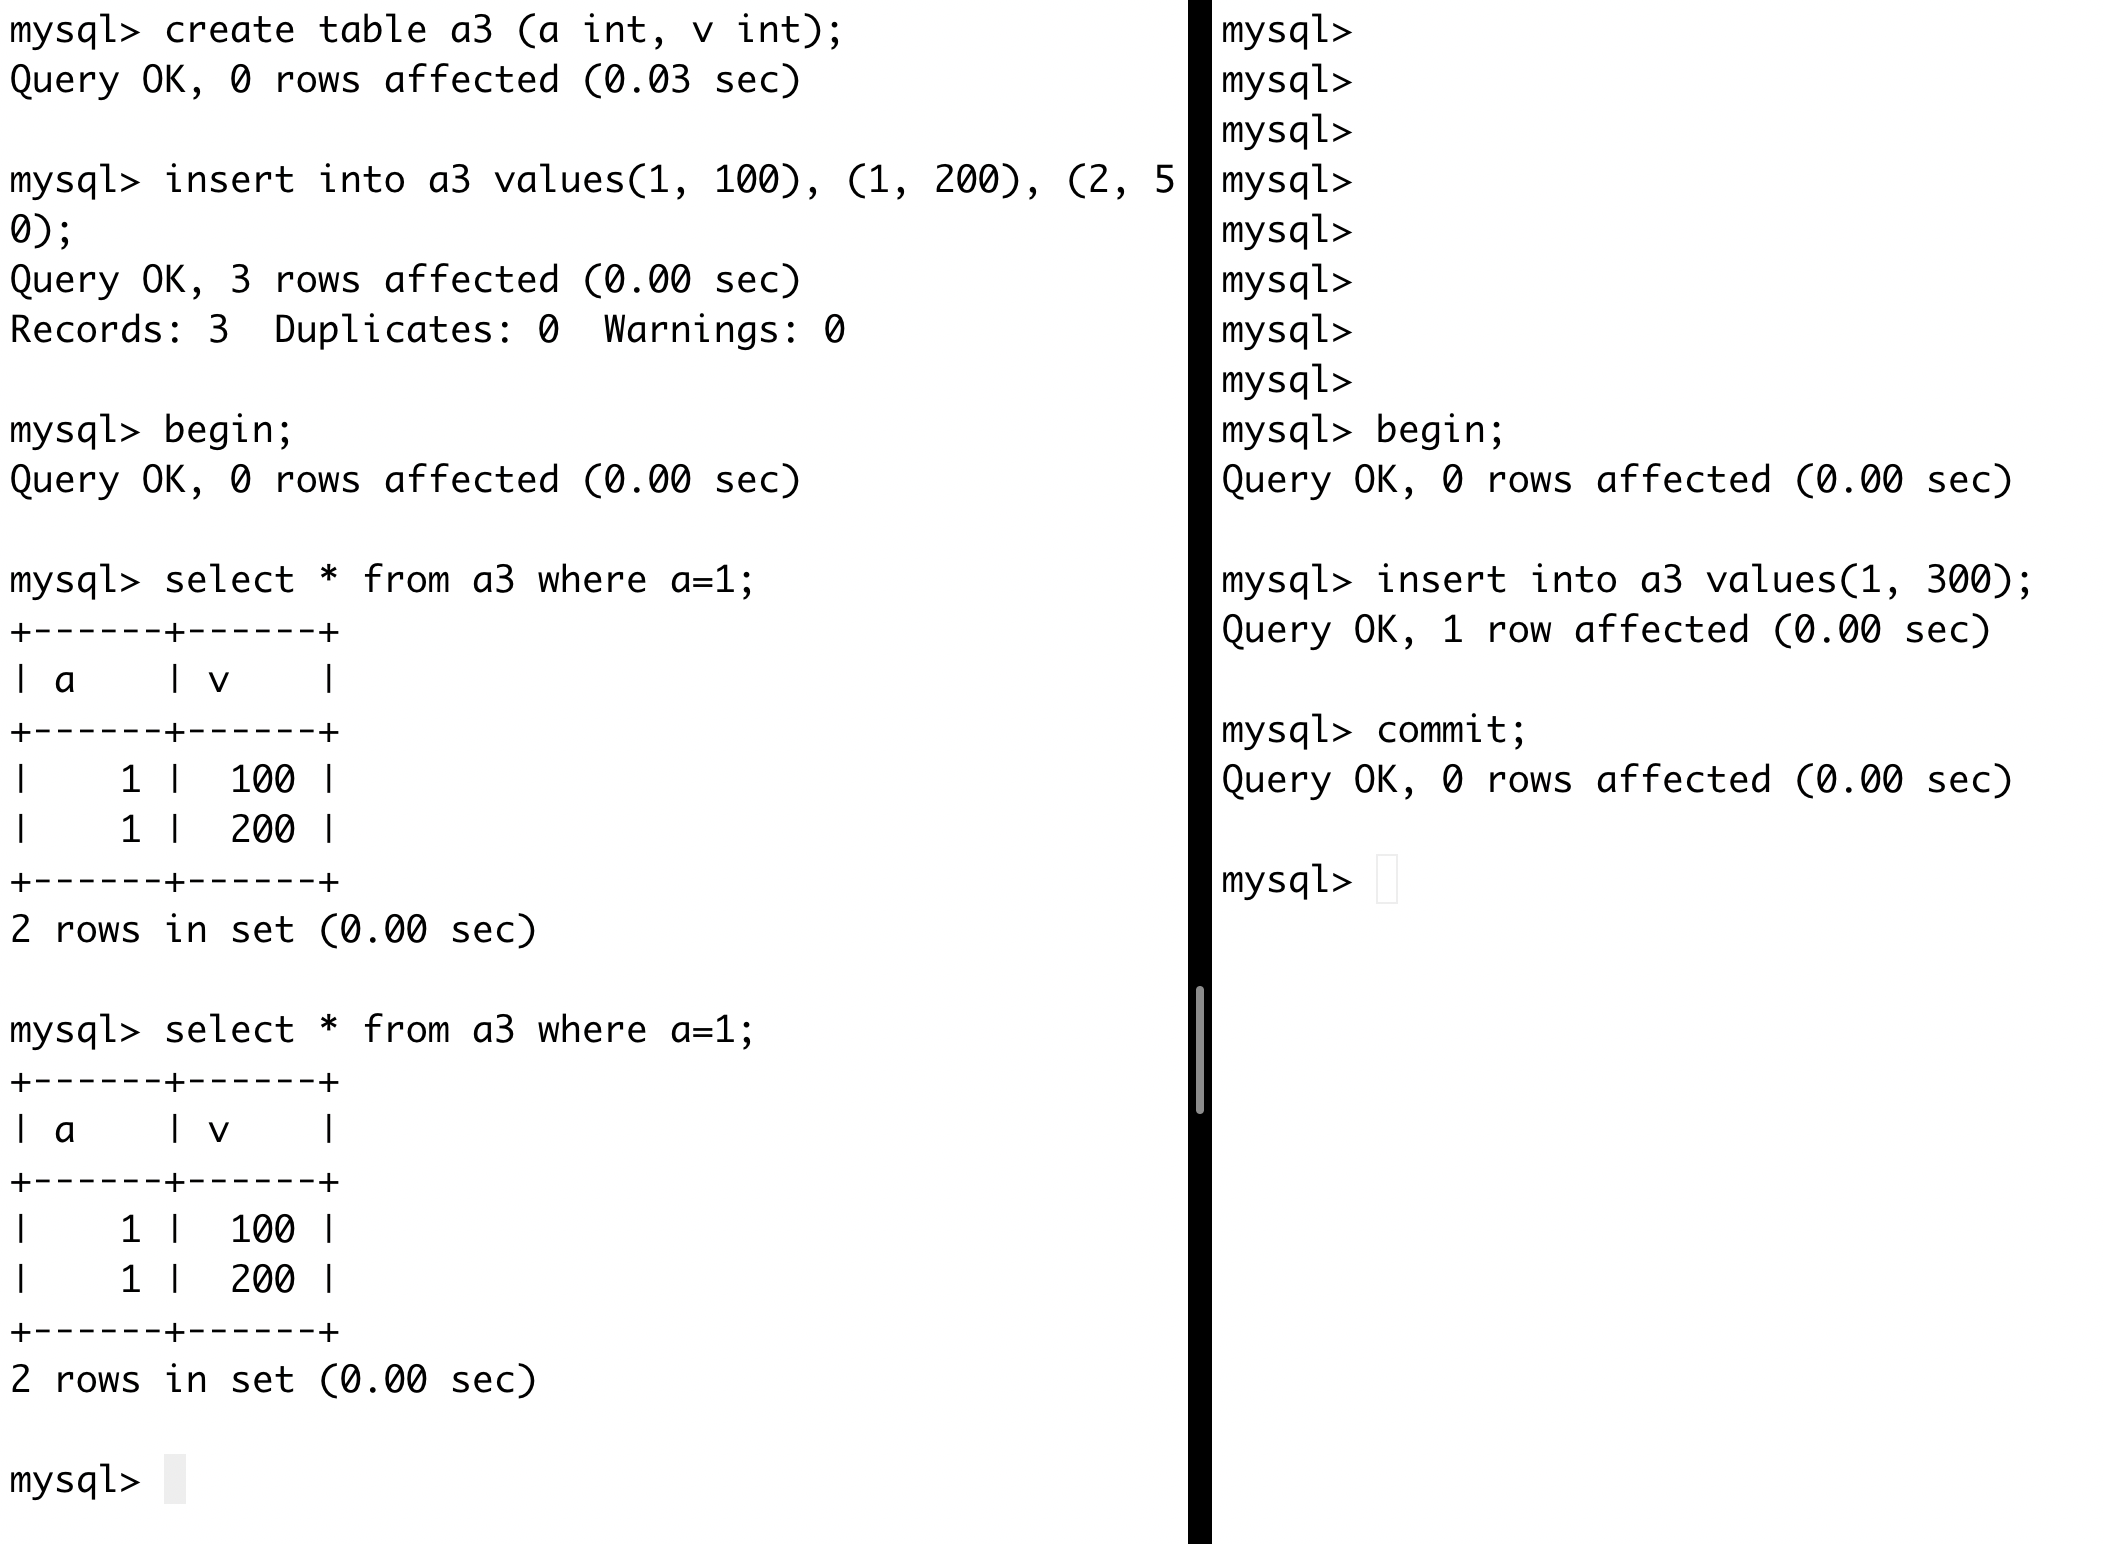 mysql> create table a3 (a int, v int);
Query OK, 0 rows affected (0.03 sec)

mysql> insert into a3 values(1, 100), (1, 200), (2, 5
0);
Query OK, 3 rows affected (0.00 sec)
Records: 3  Duplicates: 0  Warnings: 0

mysql> begin;
Query OK, 0 rows affected (0.00 sec)

mysql> select * from a3 where a=1;
+------+------+
| a    | v    |
+------+------+
|    1 |  100 |
|    1 |  200 |
+------+------+
2 rows in set (0.00 sec)

mysql> select * from a3 where a=1;
+------+------+
| a    | v    |
+------+------+
|    1 |  100 |
|    1 |  200 |
+------+------+
2 rows in set (0.00 sec)

mysql>
mysql>
mysql>
mysql>
mysql>
mysql>
mysql>
mysql>
mysql>
mysql> begin;
Query OK, 0 rows affected (0.00 sec)

mysql> insert into a3 values(1, 300);
Query OK, 1 row affected (0.00 sec)

mysql> commit;
Query OK, 0 rows affected (0.00 sec)

mysql>